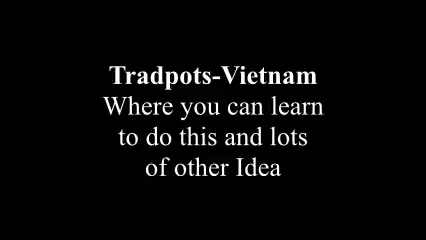 Tradpots-Vietnam
Where you can learn
to do this and lots
of other Idea